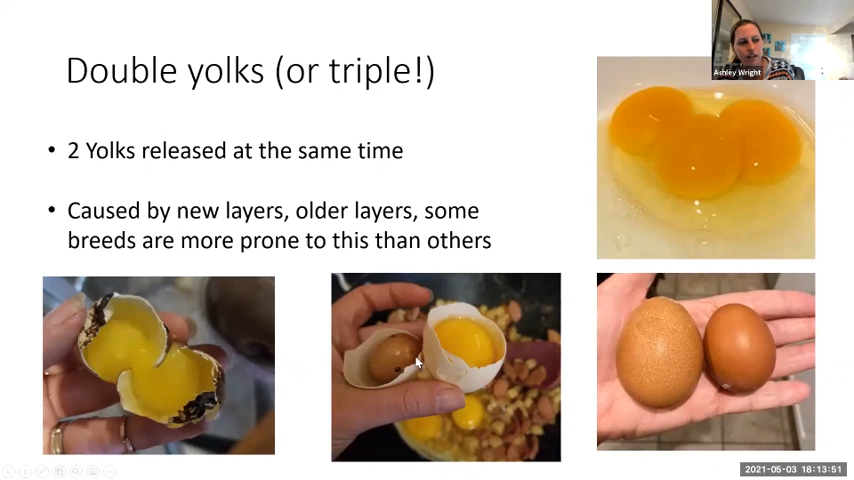 Ashley Wright
Double yolks (or triple!)
• 2 Yolks released at the same time
• Caused by new layers, older layers, some
breeds are more prone to this than others
2021-05-03 18:13:51